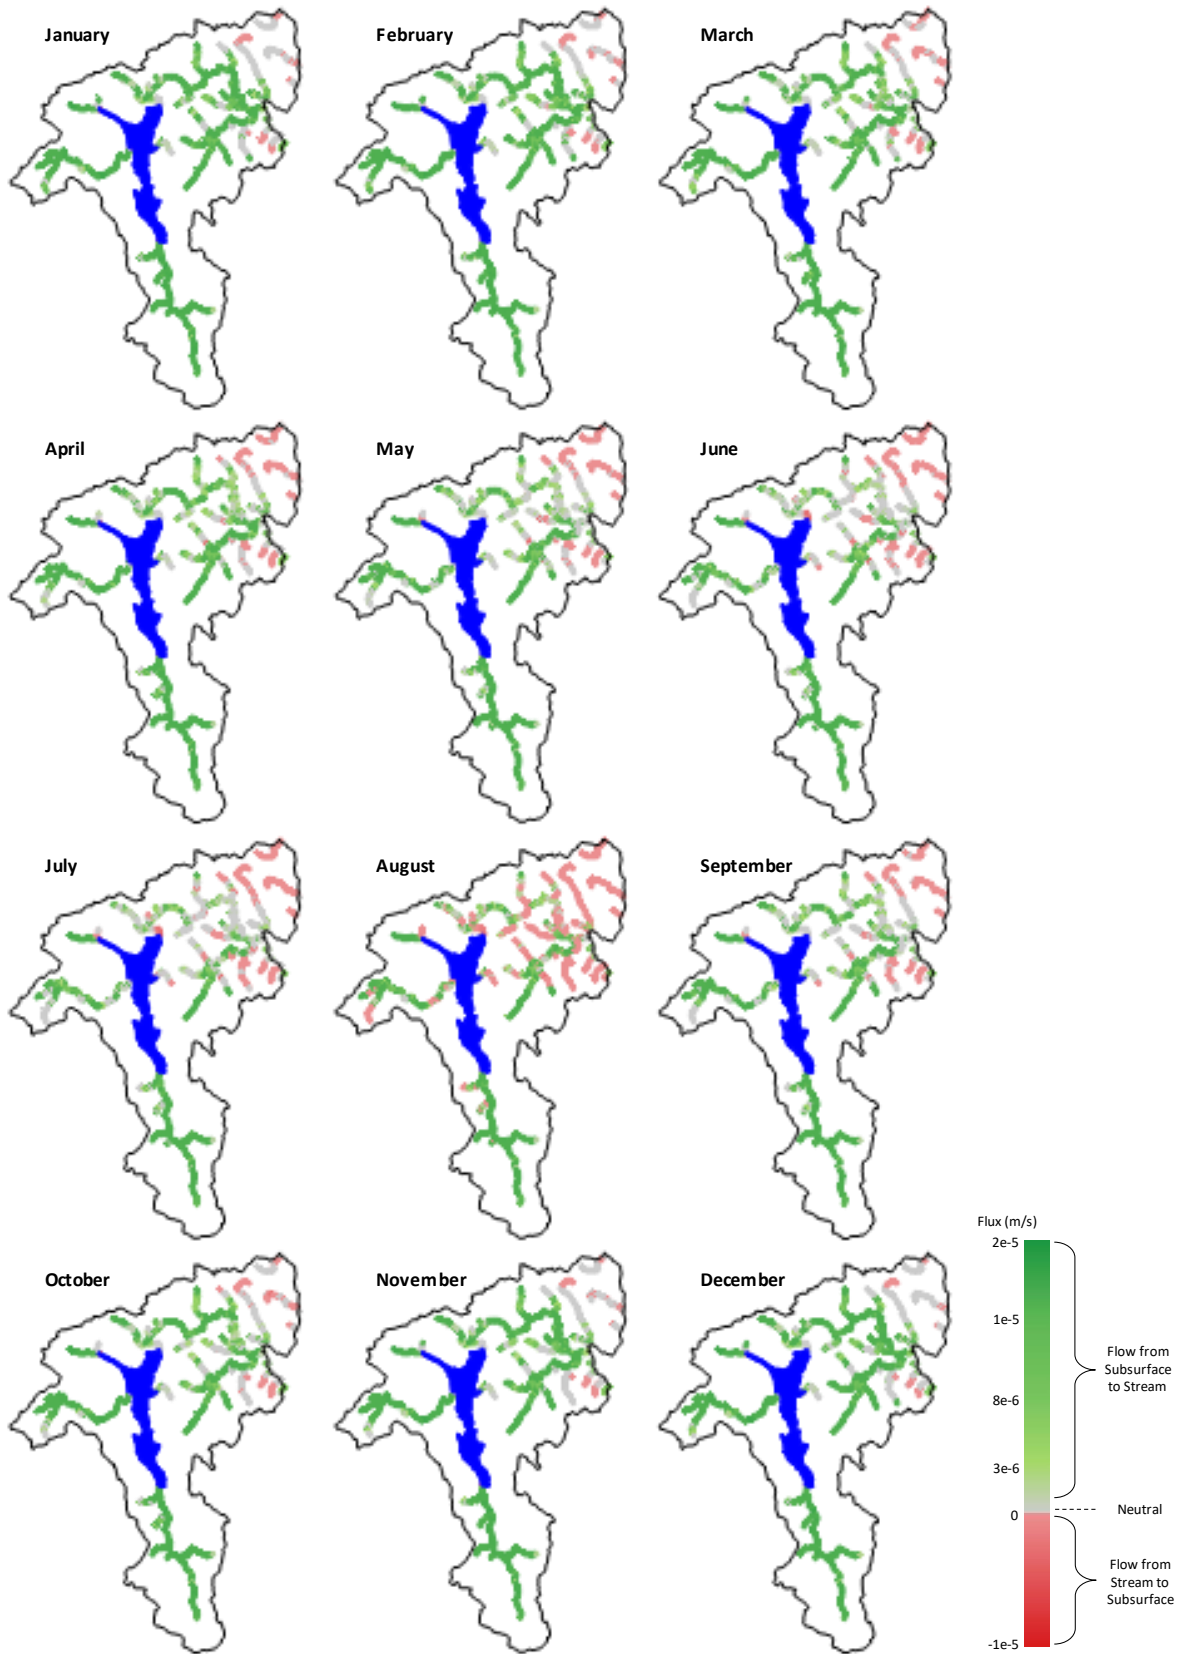 January
February
March
April
May
June
July
August
September
October
November
December
Flux (m/s)
2e-5
1e-5
8e-6
3e-6
0
-1e-5
Flow from
Subsurface
to Stream
Neutral
Flow from
Stream to
Subsurface